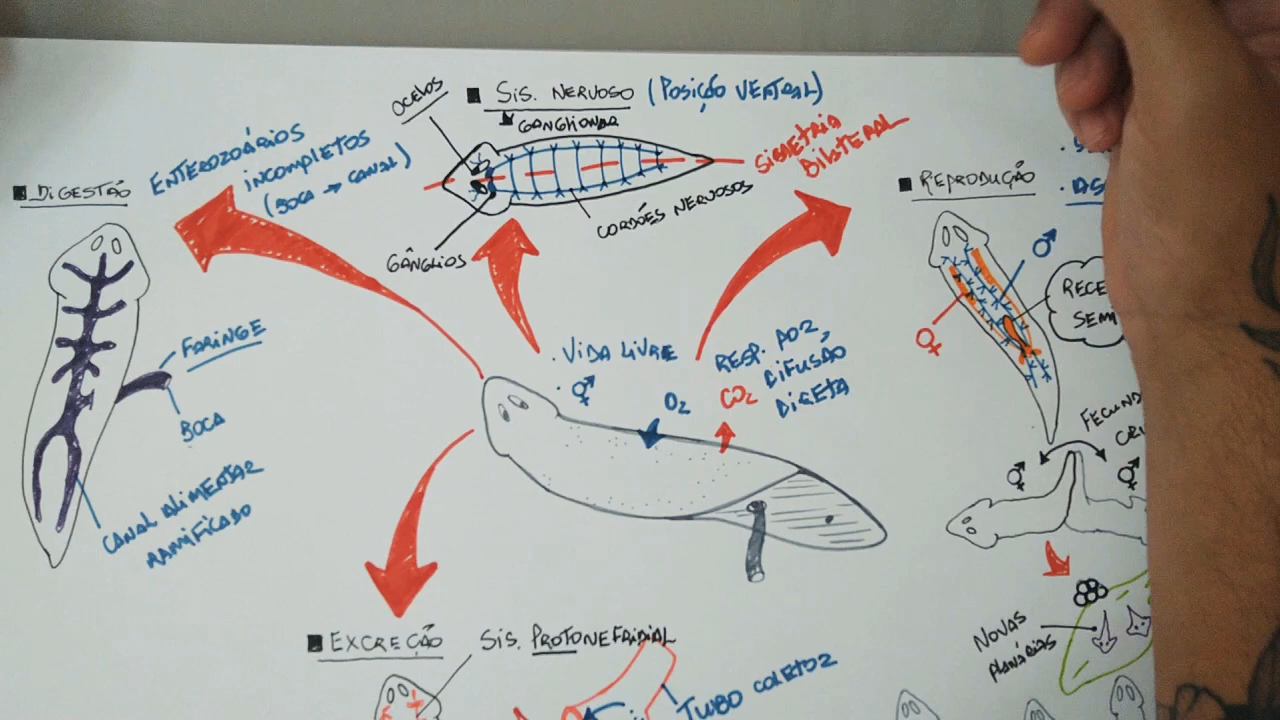 ■ DIGESTÃO
ENTEROZOÁRIOS
INCOMPLETOS
(BOCA → CANAL)
FARINGE
BOCA
CANAL ALIMENTAR
RAMIFICADO
OCELOS
■ SIS. NERVOSO (POSIÇÃO VENTRAL)
GANGLIONAR
GÂNGLIOS
CORDÕES NERVOSOS
SIMETRIA
BILATERAL
. VIDA LIVRE
. ⚥
O2
CO2
RESP. POR
DIFUSÃO
DIRETA
■ REPRODUÇÃO
♂
♀
NOVAS
PLANÁRIAS
■ EXCREÇÃO
SIS. PROTONEFRIDIAL
TUBO COLETOR